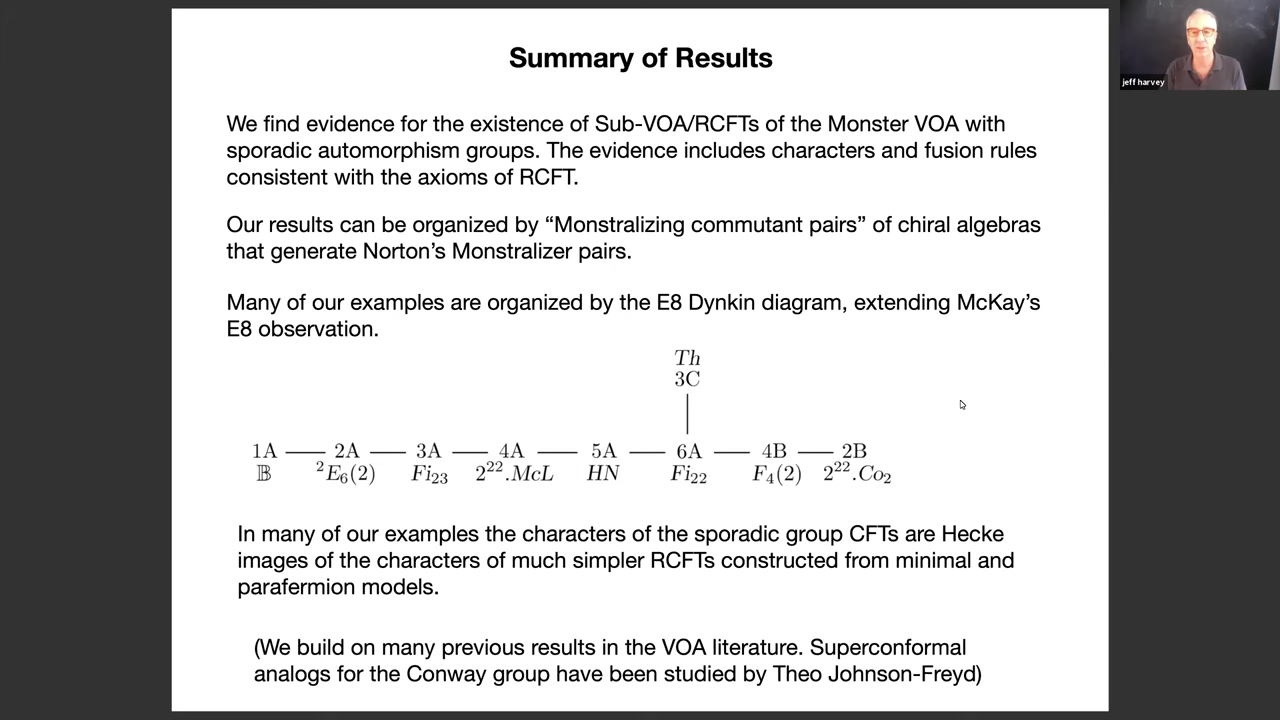 Summary of Results
jeff harvey
We find evidence for the existence of Sub-VOA/RCFTs of the Monster VOA with
sporadic automorphism groups. The evidence includes characters and fusion rules
consistent with the axioms of RCFT.
Our results can be organized by “Monstralizing commutant pairs” of chiral algebras
that generate Norton’s Monstralizer pairs.
Many of our examples are organized by the E8 Dynkin diagram, extending McKay’s
E8 observation.
Th
3C
1A 2A 3A 4A 5A 6A 4B 2B
𝔹 ²E₆(2) Fi₂₃ 2²².McL HN Fi₂₂ F₄(2) 2²².Co₂
In many of our examples the characters of the sporadic group CFTs are Hecke
images of the characters of much simpler RCFTs constructed from minimal and
parafermion models.
(We build on many previous results in the VOA literature. Superconformal
analogs for the Conway group have been studied by Theo Johnson-Freyd)